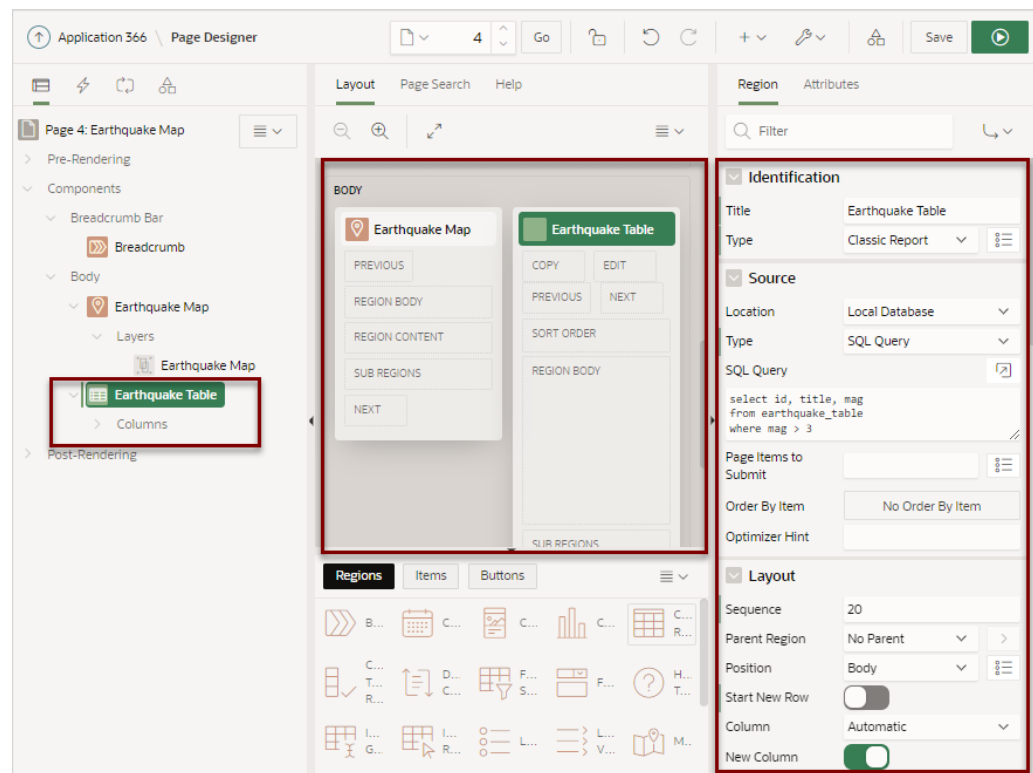 Application 366 \ Page Designer
4
Go
Save
Layout
Page Search
Help
Region
Attributes
Page 4: Earthquake Map
Filter
Pre-Rendering
Components
Breadcrumb Bar
Breadcrumb
Body
Earthquake Map
Layers
Earthquake Map
Earthquake Table
Columns
Post-Rendering
BODY
Earthquake Map
PREVIOUS
REGION BODY
REGION CONTENT
SUB REGIONS
NEXT
Earthquake Table
COPY
EDIT
PREVIOUS
NEXT
SORT ORDER
REGION BODY
SUB REGIONS
Regions
Items
Buttons
B...
C...
C...
C...
C...
R...
C...
T...
R...
D...
C...
F...
S...
F...
H...
T...
I...
G...
I...
R...
L...
L...
V...
M...
Identification
Title
Earthquake Table
Type
Classic Report
Source
Location
Local Database
Type
SQL Query
SQL Query
select id, title, mag
from earthquake_table
where mag > 3
Page Items to
Submit
Order By Item
No Order By Item
Optimizer Hint
Layout
Sequence
20
Parent Region
No Parent
Position
Body
Start New Row
Column
Automatic
New Column